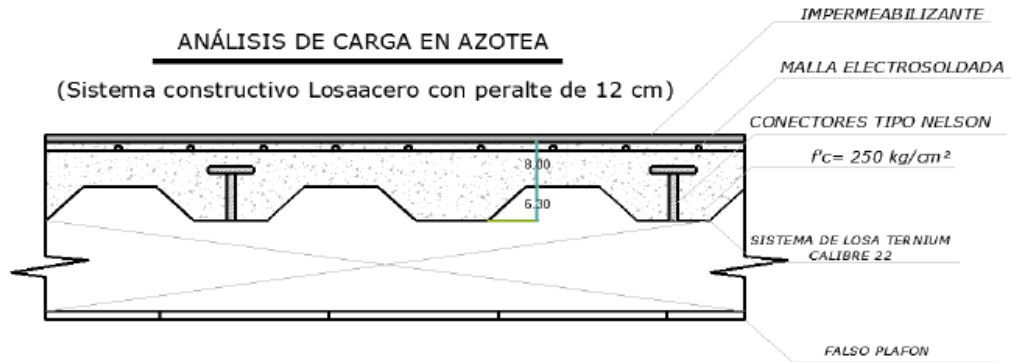 IMPERMEABILIZANTE
ANÁLISIS DE CARGA EN AZOTEA
MALLA ELECTROSOLDADA
(Sistema constructivo Losaacero con peralte de 12 cm)
CONECTORES TIPO NELSON
f'c= 250 kg/cm²
8.00
6.30
SISTEMA DE LOSA TERNIUM
CALIBRE 22
FALSO PLAFON